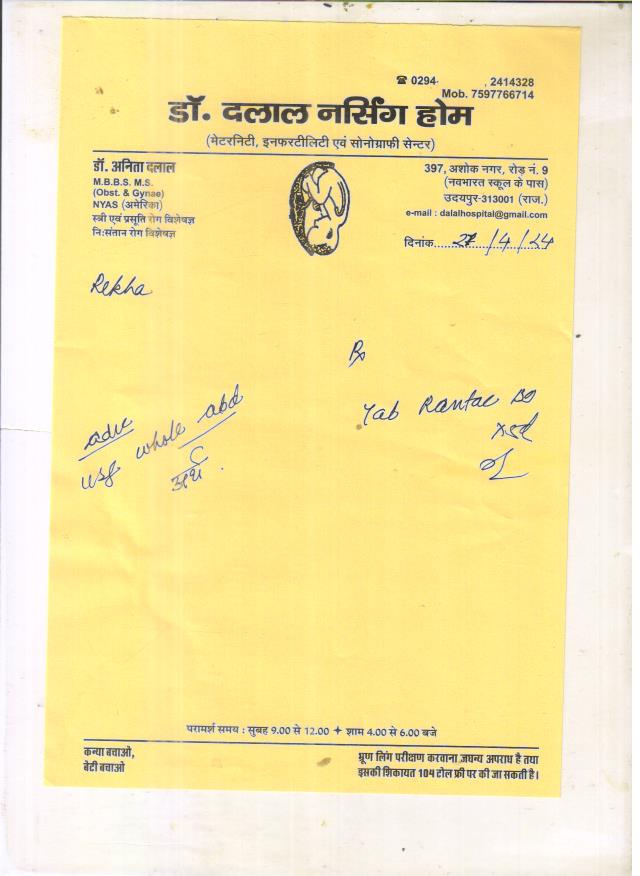 ☎ 0294- , 2414328
Mob. 7597766714
डॉ. दलाल नर्सिंग होम
(मेटरनिटी, इनफरटीलिटी एवं सोनोग्राफी सेन्टर)
डॉ. अनिता दलाल
M.B.B.S. M.S.
(Obst. & Gynae)
NYAS (अमेरिका)
स्त्री एवं प्रसूति रोग विशेषज्ञ
नि:संतान रोग विशेषज्ञ
397, अशोक नगर, रोड़ नं. 9
(नवभारत स्कूल के पास)
उदयपुर-313001 (राज.)
e-mail : dalalhospital@gmail.com
दिनांक 27/4/24
Rekha
Rx
Tab Rantac
x5d
adv
usg whole abd
अर्थ
परामर्श समय : सुबह 9.00 से 12.00 ✦ शाम 4.00 से 6.00 बजे
कन्या बचाओ,
बेटी बचाओ
भ्रूण लिंग परीक्षण करवाना जघन्य अपराध है तथा
इसकी शिकायत 104 टोल फ्री पर की जा सकती है।